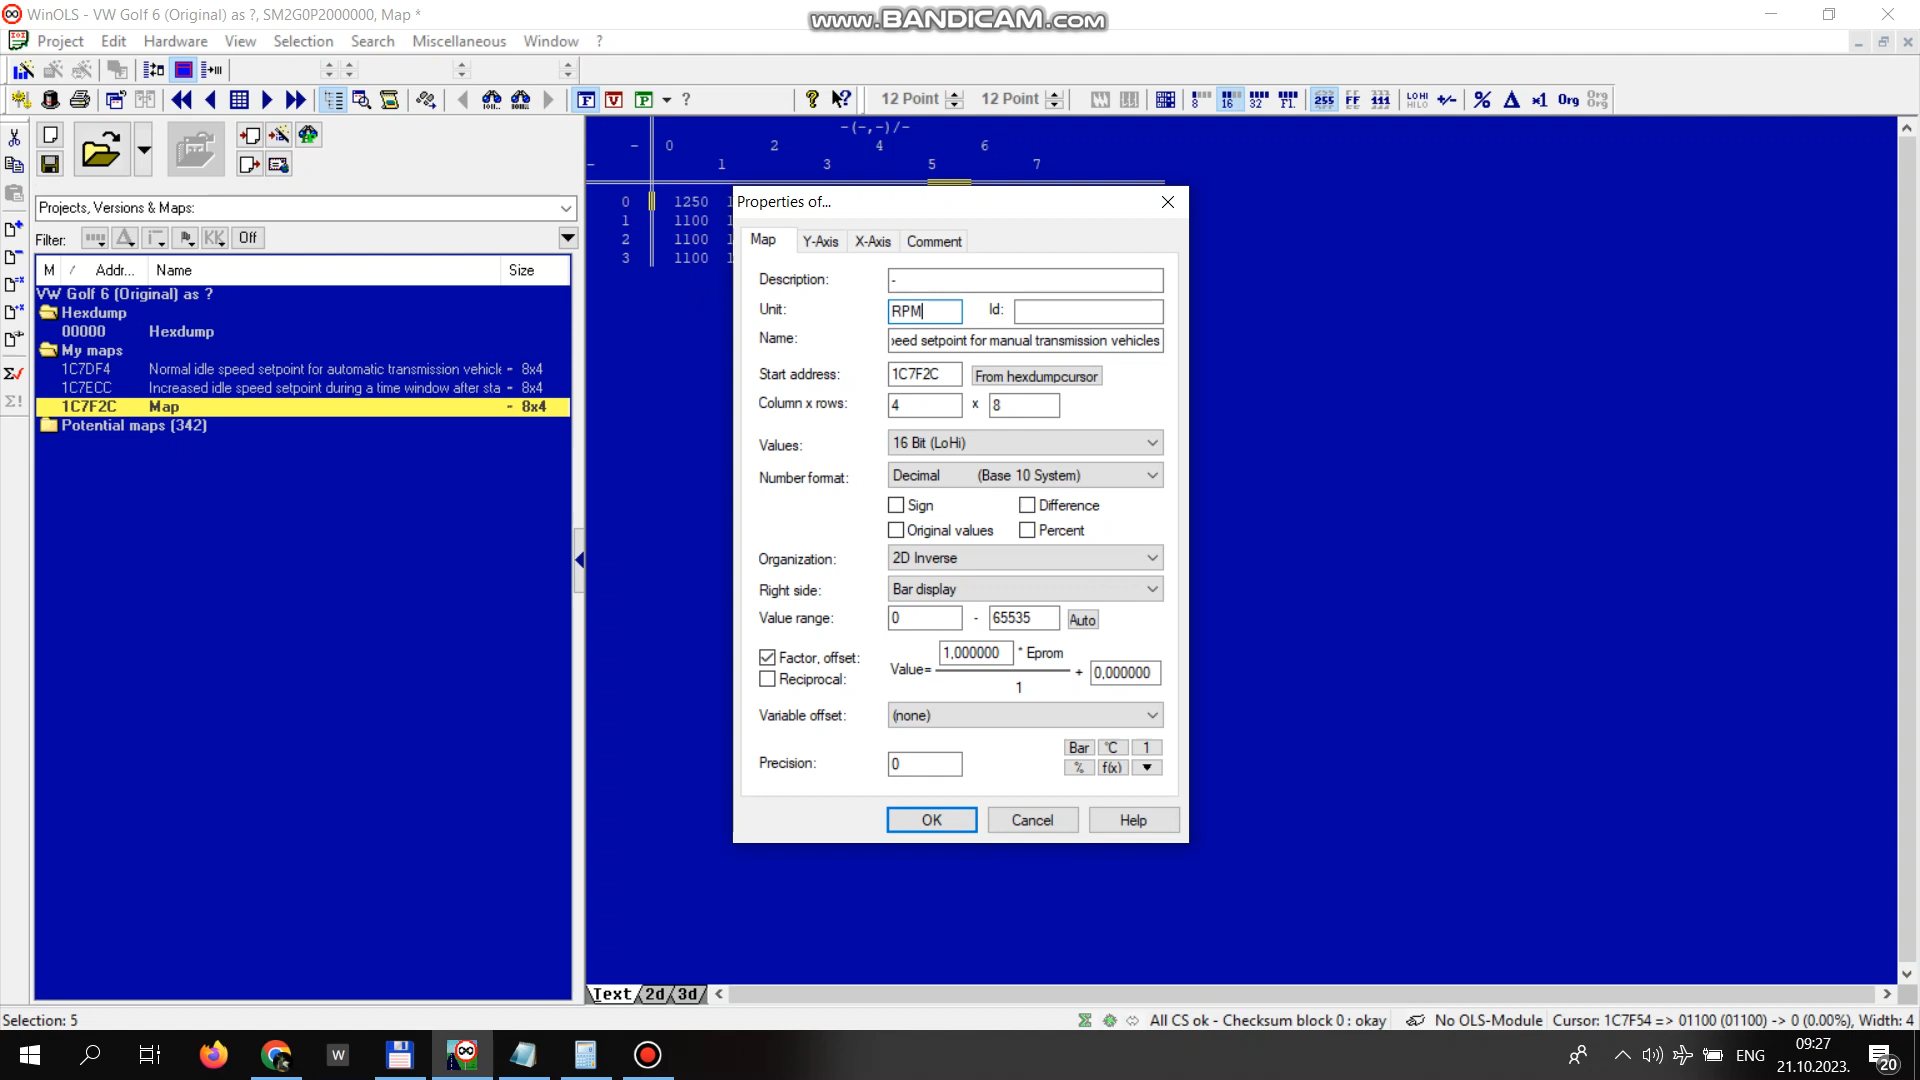 WinOLS - VW Golf 6 (Original) as ?, SM2G0P2000000, Map *
www.BANDICAM.com
Project Edit Hardware View Selection Search Miscellaneous Window ?
12 Point 12 Point
Projects, Versions & Maps:
Filter: Off
M / Addr... Name Size
VW Golf 6 (Original) as ?
Hexdump
00000 Hexdump
My maps
1C7DF4 Normal idle speed setpoint for automatic transmission vehicle - 8x4
1C7ECC Increased idle speed setpoint during a time window after sta - 8x4
1C7F2C Map - 8x4
Potential maps (342)
-(-,-)/-
- 0 2 4 6
- 1 3 5 7
0 1250 1
1 1100 1
2 1100 1
3 1100 1
Properties of...
Map Y-Axis X-Axis Comment
Description: -
Unit: RPM Id:
Name: peed setpoint for manual transmission vehicles
Start address: 1C7F2C From hexdumpcursor
Column x rows: 4 x 8
Values: 16 Bit (LoHi)
Number format: Decimal (Base 10 System)
Sign Difference
Original values Percent
Organization: 2D Inverse
Right side: Bar display
Value range: 0 - 65535 Auto
Factor, offset: Value= 1,000000 * Eprom + 0,000000
Reciprocal: 1
Variable offset: (none)
Precision: 0
Bar °C 1
% f(x)
OK Cancel Help
Text 2d 3d
Selection: 5
All CS ok - Checksum block 0 : okay No OLS-Module Cursor: 1C7F54 => 01100 (01100) -> 0 (0.00%), Width: 4
ENG
09:27
21.10.2023.
20